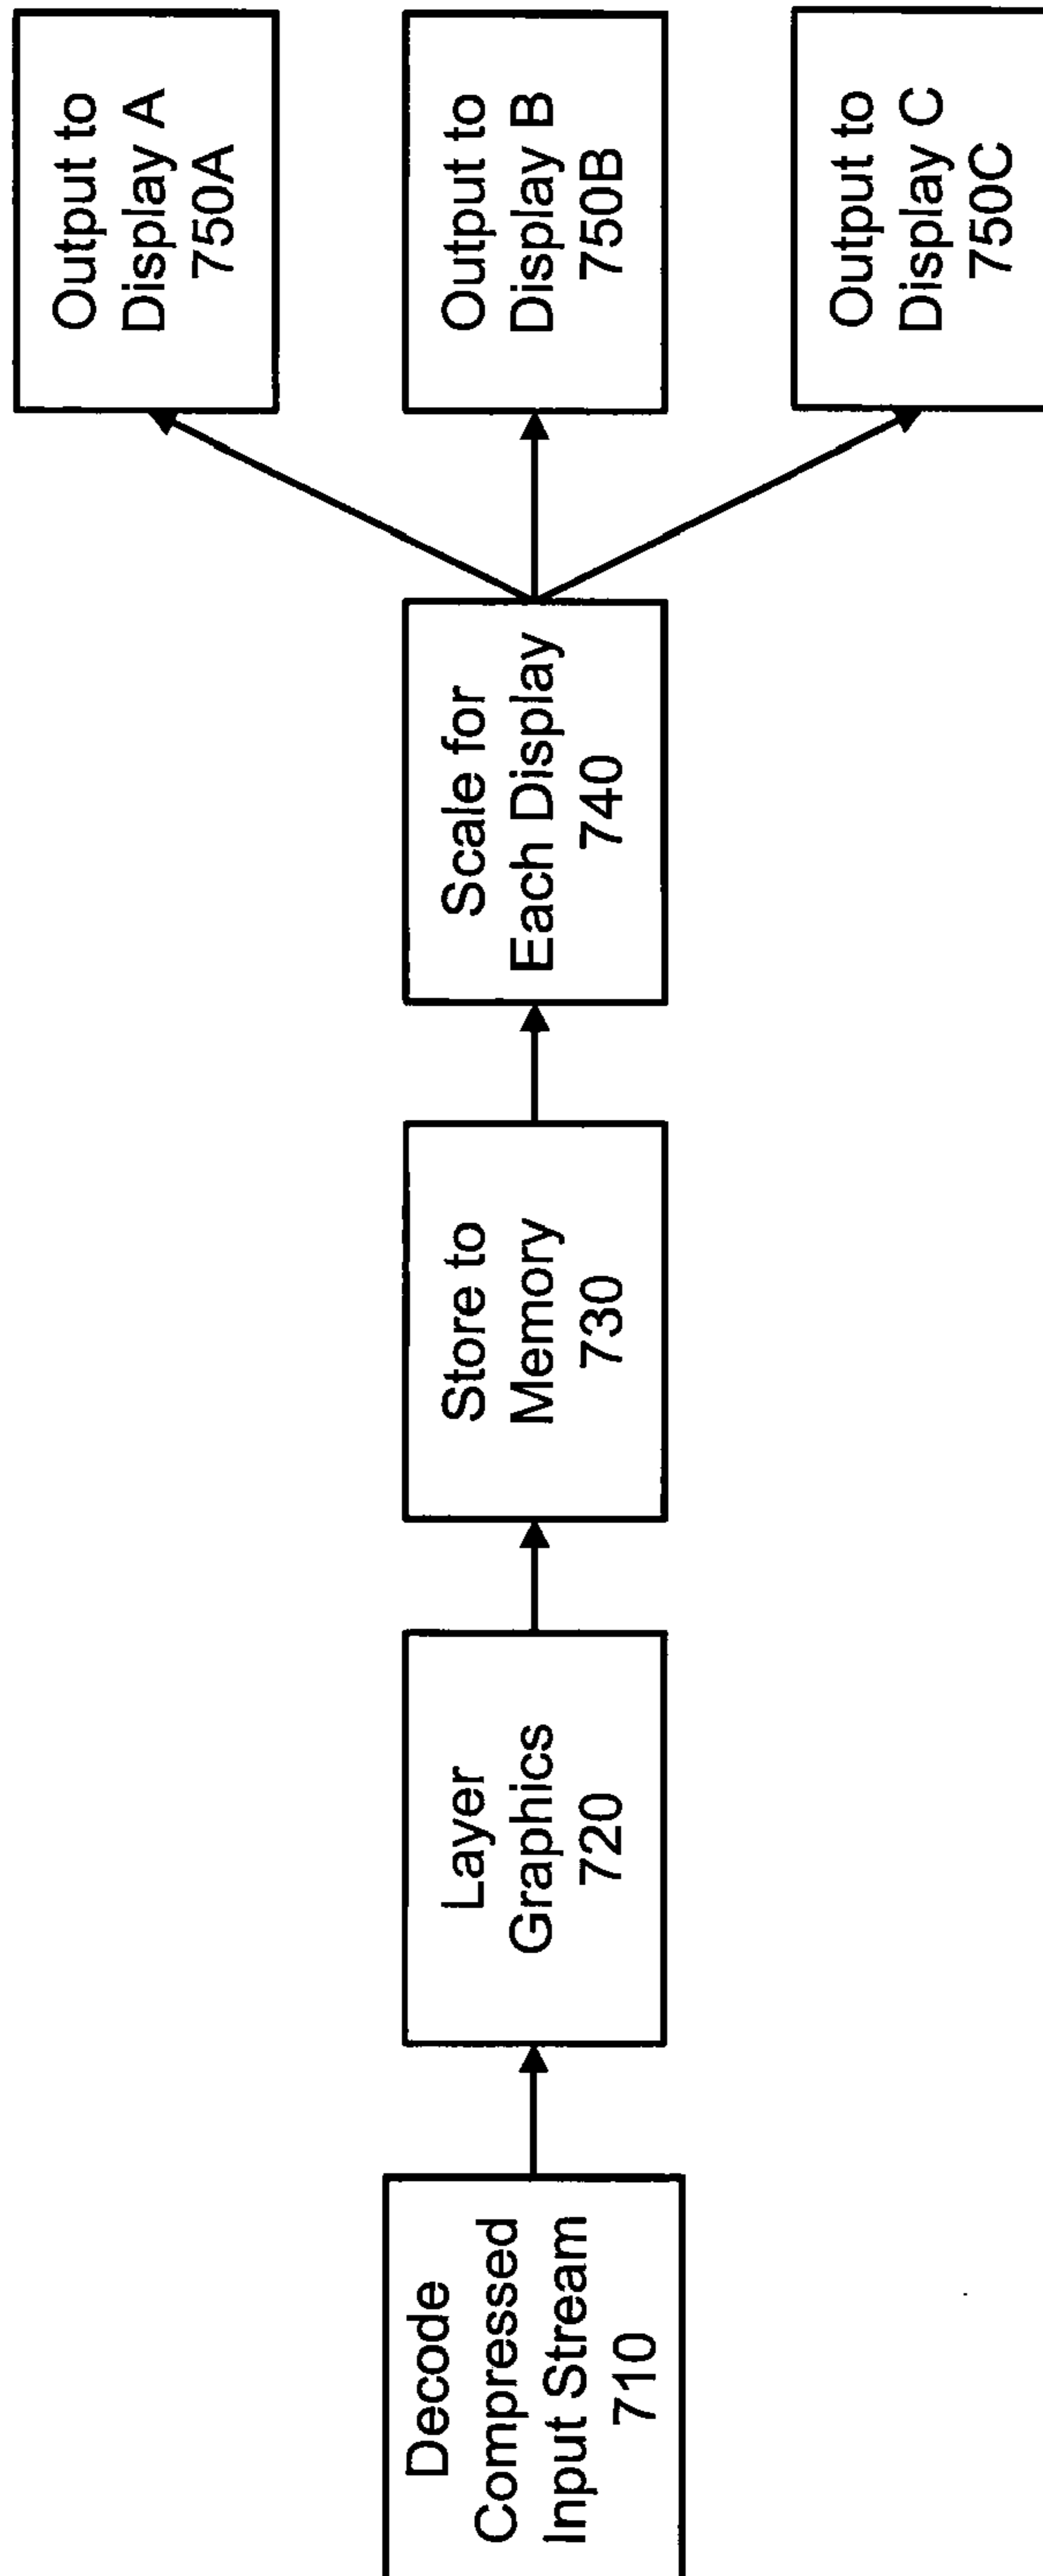 Decode
Compressed
Input Stream
710
Layer
Graphics
720
Store to
Memory
730
Scale for
Each Display
740
Output to
Display A
750A
Output to
Display B
750B
Output to
Display C
750C